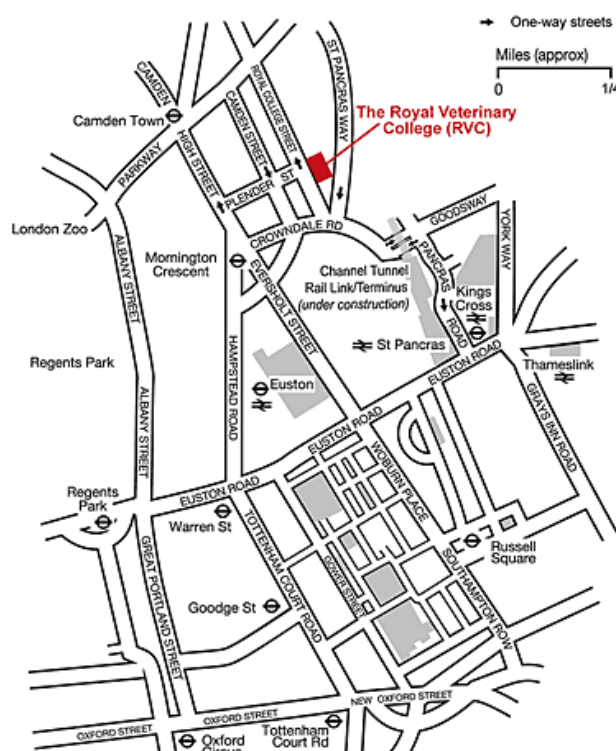 One-way streets
Miles (approx)
0 1/4
The Royal Veterinary
College (RVC)
CAMDEN
Camden Town
PARKWAY
HIGH STREET
CAMDEN STREET
ROYAL COLLEGE STREET
ST PANCRAS WAY
PLENDER ST
CROWNDALE RD
GOODSWAY
YORK WAY
PANCRAS
ROAD
London Zoo
ALBANY STREET
Mornington
Crescent
EVERSHOLT STREET
Channel Tunnel
Rail Link/Terminus
(under construction)
Kings
Cross
St Pancras
HAMPSTEAD ROAD
Regents Park
Euston
EUSTON ROAD
Thameslink
ALBANY STREET
EUSTON ROAD
GRAYS INN ROAD
WOBURN PLACE
EUSTON ROAD
Regents
Park
Warren St
TOTTENHAM COURT ROAD
GOWER STREET
Russell
Square
SOUTHAMPTON ROW
GREAT PORTLAND STREET
Goodge St
NEW OXFORD STREET
OXFORD STREET
OXFORD STREET
Tottenham
Court Rd
Oxford
Circus